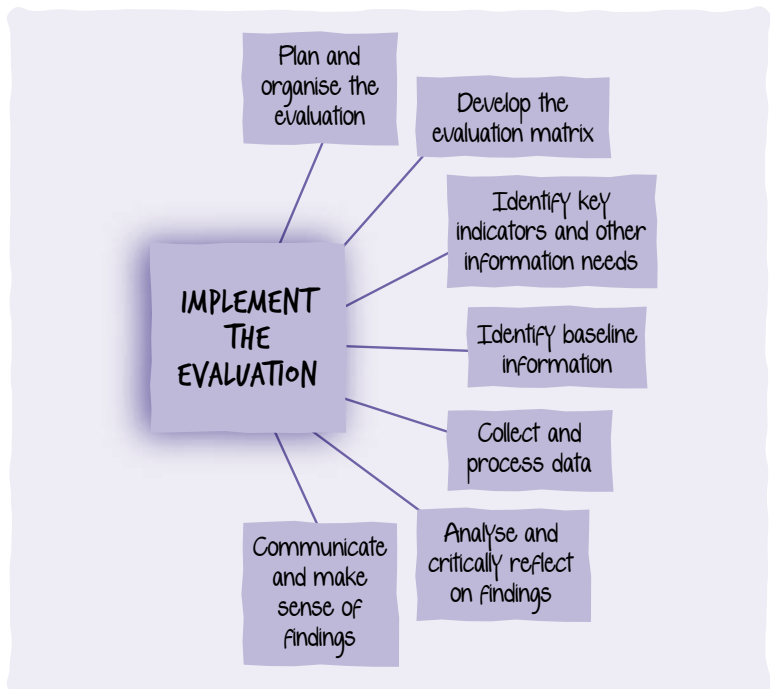 Plan and
organise the
evaluation
Develop the
evaluation matrix
Identify key
indicators and other
information needs
IMPLEMENT
THE
EVALUATION
Identify baseline
information
Collect and
process data
Analyse and
critically reflect
on findings
Communicate
and make
sense of
findings